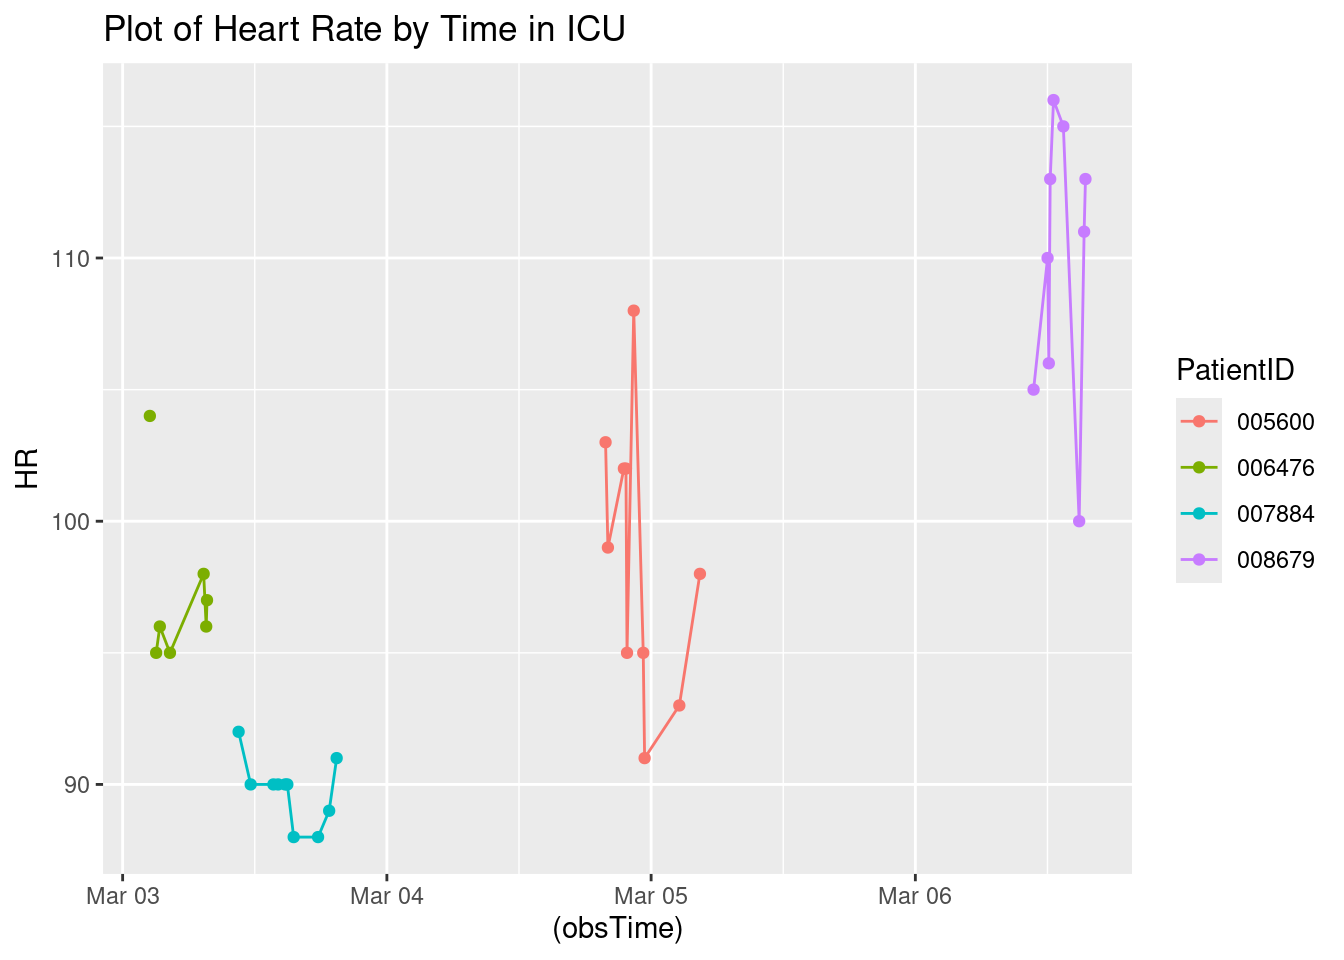 Plot of Heart Rate by Time in ICU
HR
110
100
90
Mar 03
Mar 04
Mar 05
Mar 06
(obsTime)
PatientID
005600
006476
007884
008679